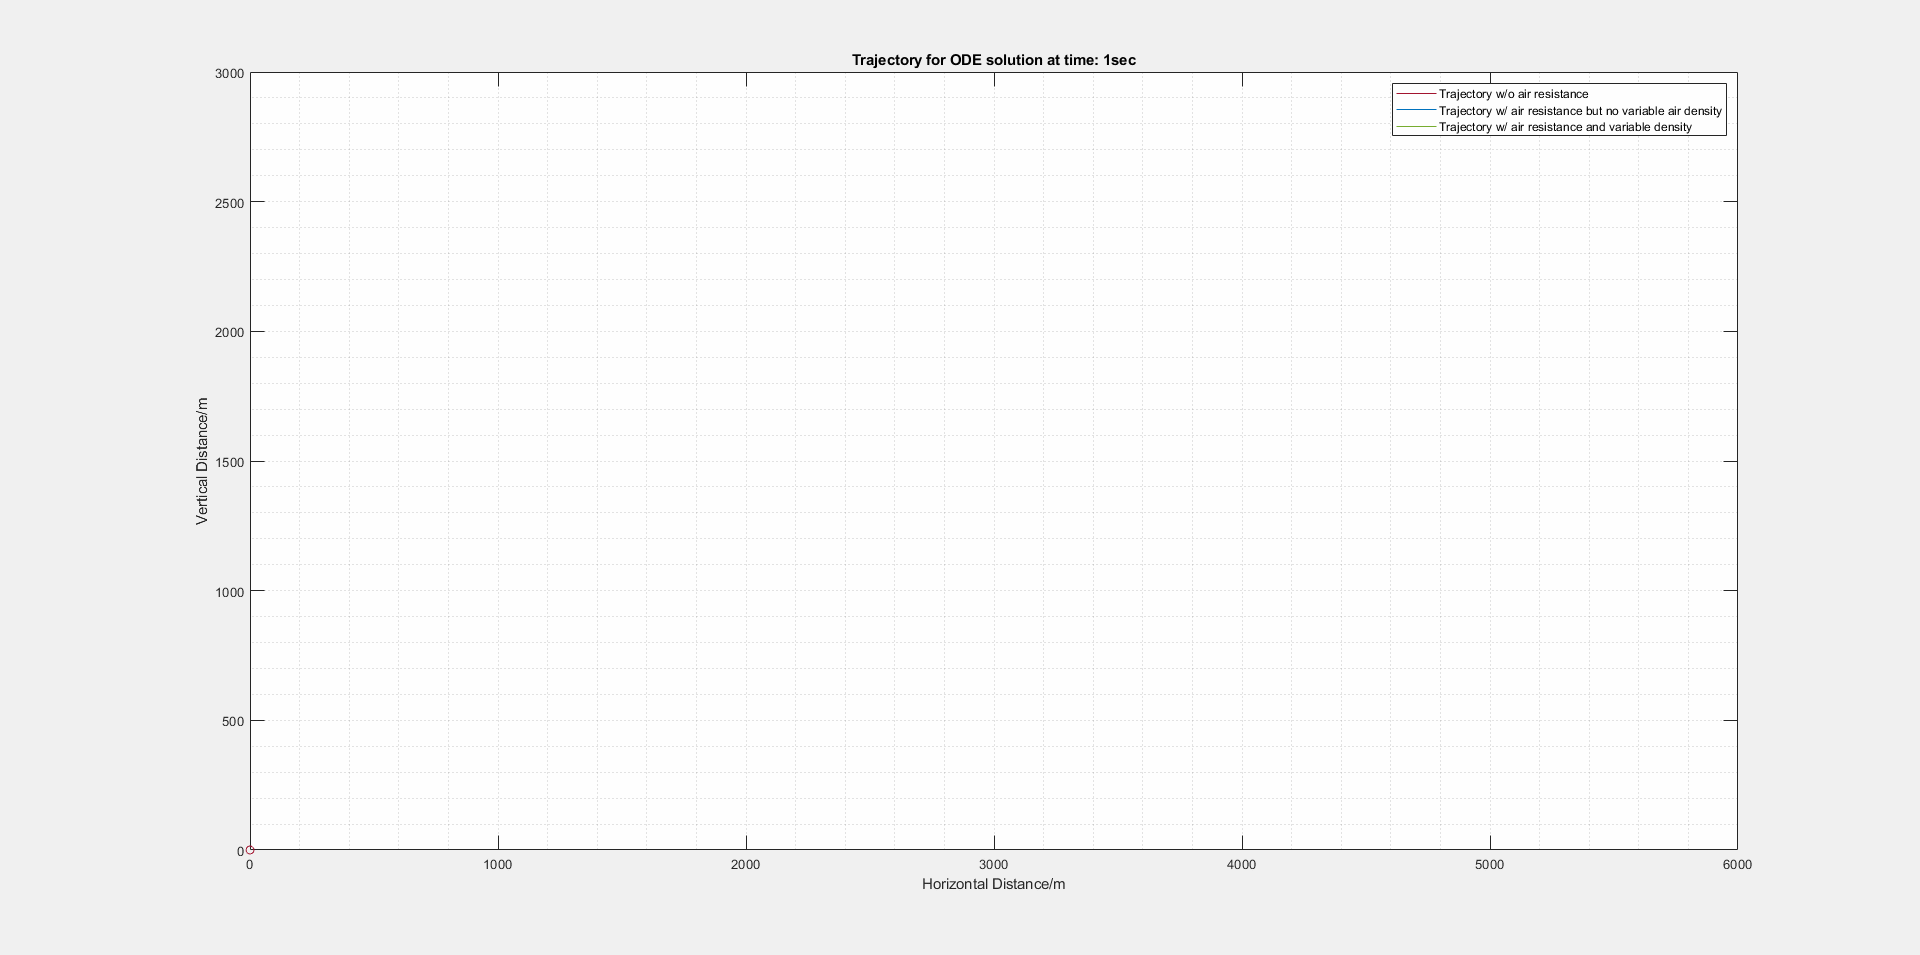 Trajectory for ODE solution at time: 1sec
3000
Trajectory w/o air resistance
Trajectory w/ air resistance but no variable air density
Trajectory w/ air resistance and variable density
2500
2000
1500
1000
500
0
Vertical Distance/m
0 1000 2000 3000 4000 5000 6000
Horizontal Distance/m